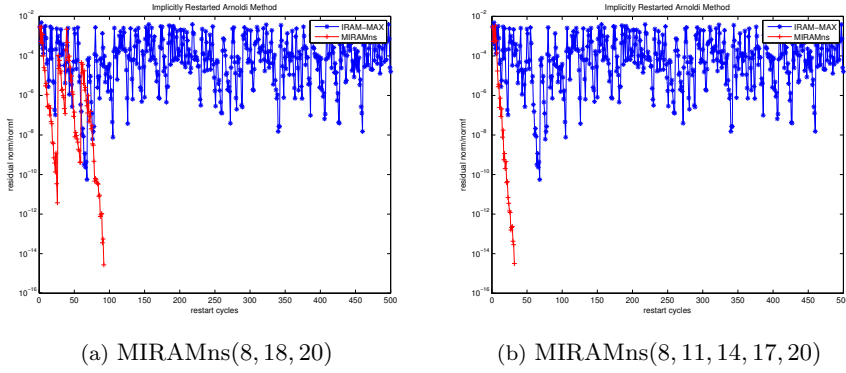 Implicitly Restarted Arnoldi Method
10^-2
10^-4
10^-6
10^-8
10^-10
10^-12
10^-14
10^-16
residual norm/normf
IRAM-MAX
MIRAMns
0 50 100 150 200 250 300 350 400 450 500
restart cycles
(a) MIRAMns(8, 18, 20)
Implicitly Restarted Arnoldi Method
10^-2
10^-4
10^-6
10^-8
10^-10
10^-12
10^-14
10^-16
residual norm/normf
IRAM-MAX
MIRAMns
0 50 100 150 200 250 300 350 400 450 500
restart cycles
(b) MIRAMns(8, 11, 14, 17, 20)